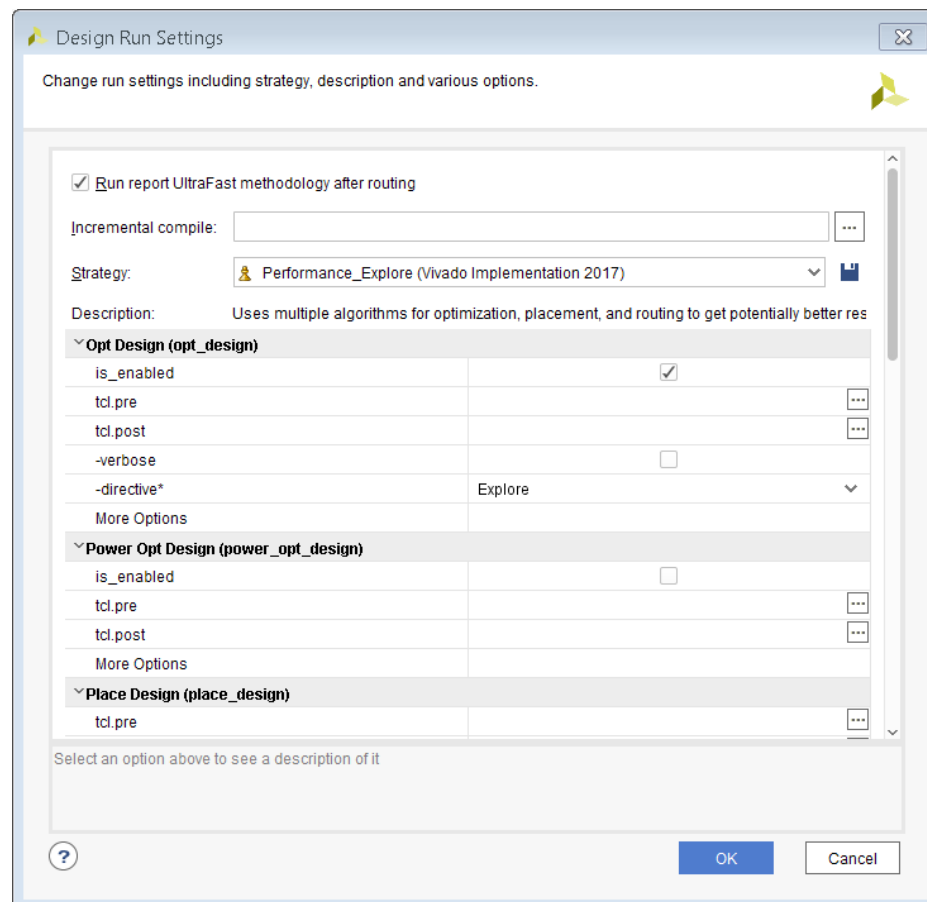 Design Run Settings
Change run settings including strategy, description and various options.
Run report UltraFast methodology after routing
Incremental compile: ...
Strategy: Performance_Explore (Vivado Implementation 2017)
Description: Uses multiple algorithms for optimization, placement, and routing to get potentially better res
Opt Design (opt_design)
is_enabled
tcl.pre ...
tcl.post ...
-verbose
-directive* Explore
More Options
Power Opt Design (power_opt_design)
is_enabled
tcl.pre ...
tcl.post ...
More Options
Place Design (place_design)
tcl.pre ...
Select an option above to see a description of it
? OK Cancel